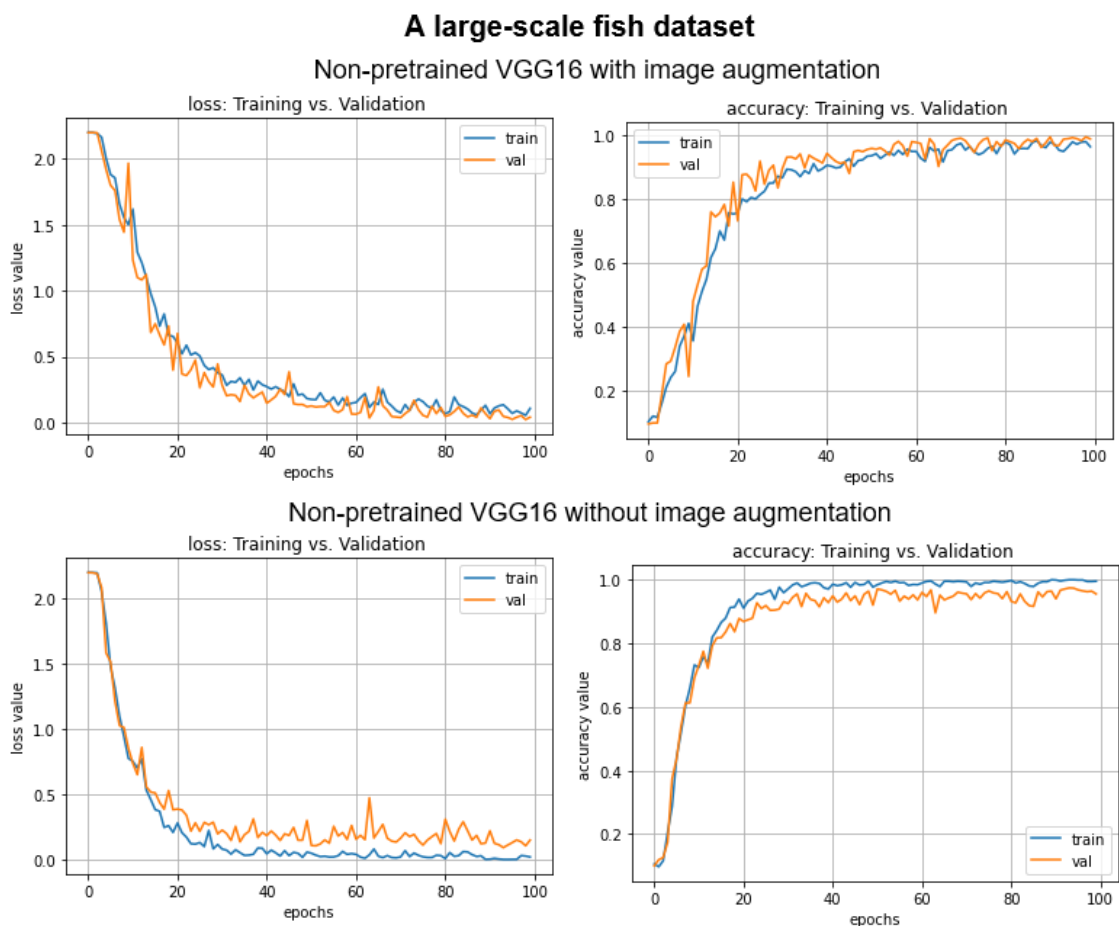 A large-scale fish dataset
Non-pretrained VGG16 with image augmentation
loss: Training vs. Validation
train
val
2.0
1.5
1.0
0.5
0.0
loss value
0 20 40 60 80 100
epochs
accuracy: Training vs. Validation
train
val
1.0
0.8
0.6
0.4
0.2
accuracy value
0 20 40 60 80 100
epochs
Non-pretrained VGG16 without image augmentation
loss: Training vs. Validation
train
val
2.0
1.5
1.0
0.5
0.0
loss value
0 20 40 60 80 100
epochs
accuracy: Training vs. Validation
1.0
0.8
0.6
0.4
0.2
accuracy value
train
val
0 20 40 60 80 100
epochs